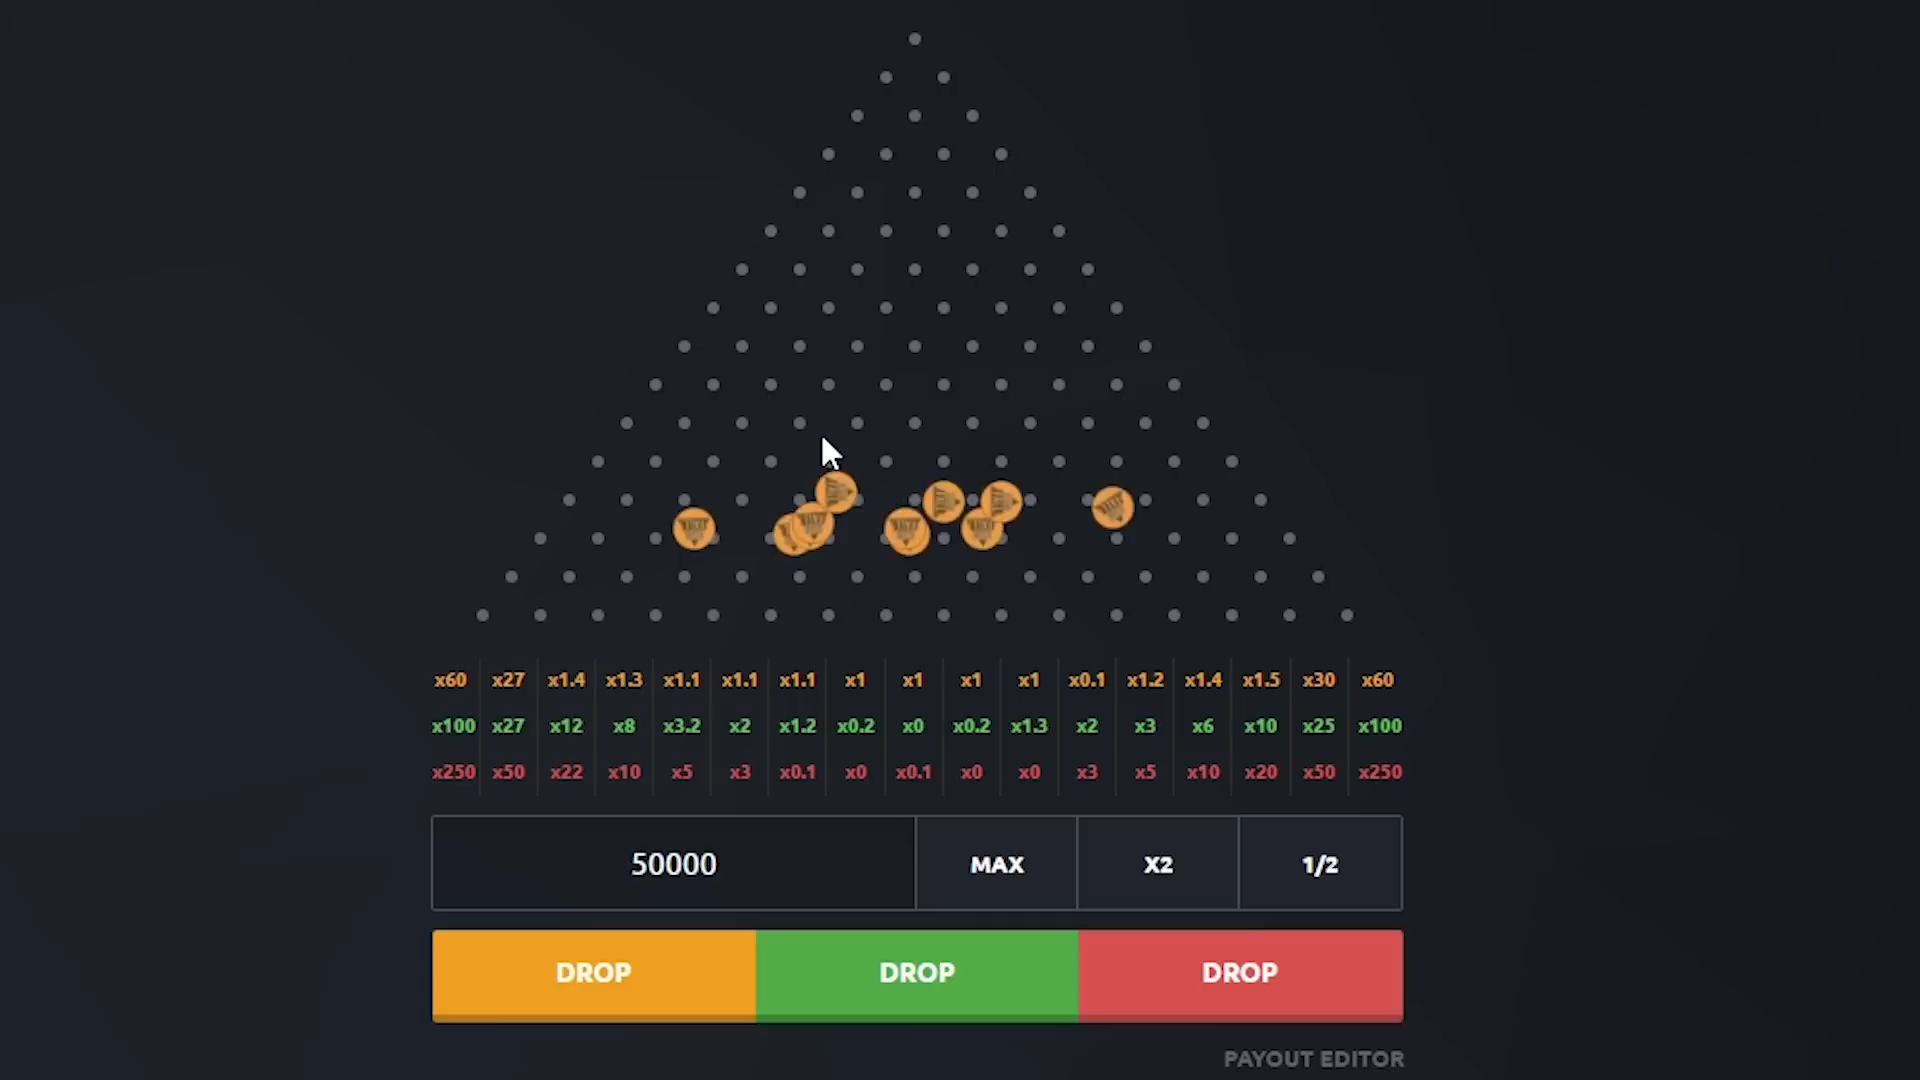 x60 x27 x1.4 x1.3 x1.1 x1.1 x1.1 x1 x1 x1 x1 x0.1 x1.2 x1.4 x1.5 x30 x60
x100 x27 x12 x8 x3.2 x2 x1.2 x0.2 x0 x0.2 x1.3 x2 x3 x6 x10 x25 x100
x250 x50 x22 x10 x5 x3 x0.1 x0 x0.1 x0 x0 x3 x5 x10 x20 x50 x250
50000 MAX X2 1/2
DROP DROP DROP
PAYOUT EDITOR